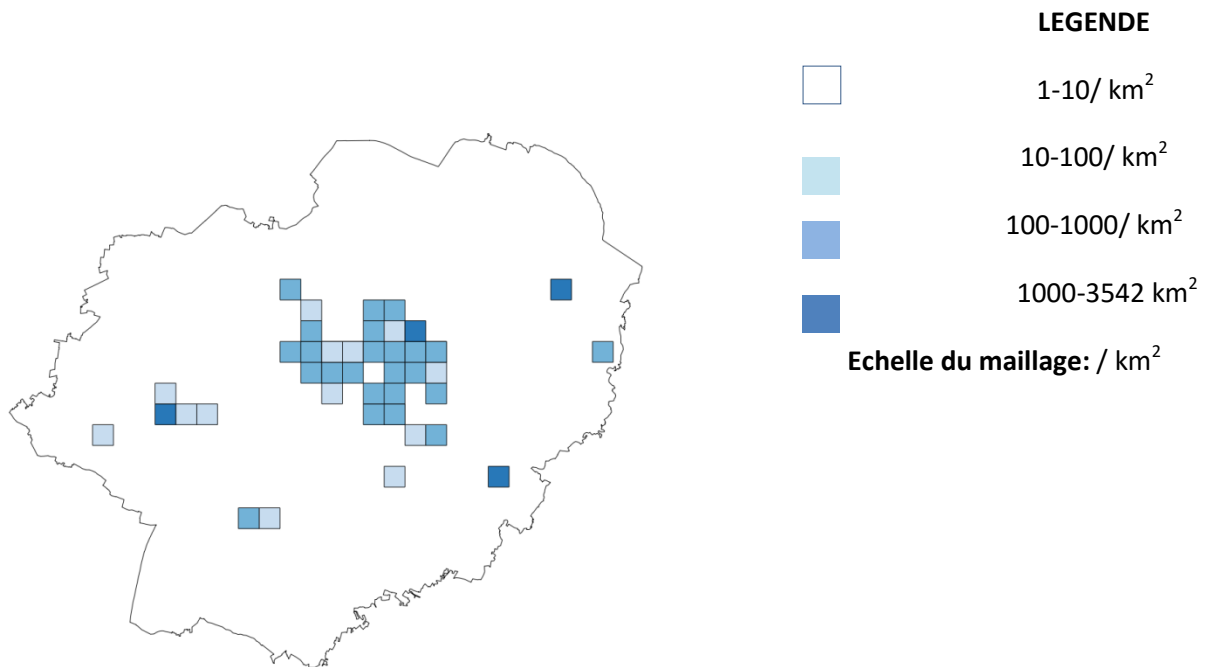 LEGENDE
1-10/ km²
10-100/ km²
100-1000/ km²
1000-3542 km²
Echelle du maillage: / km²